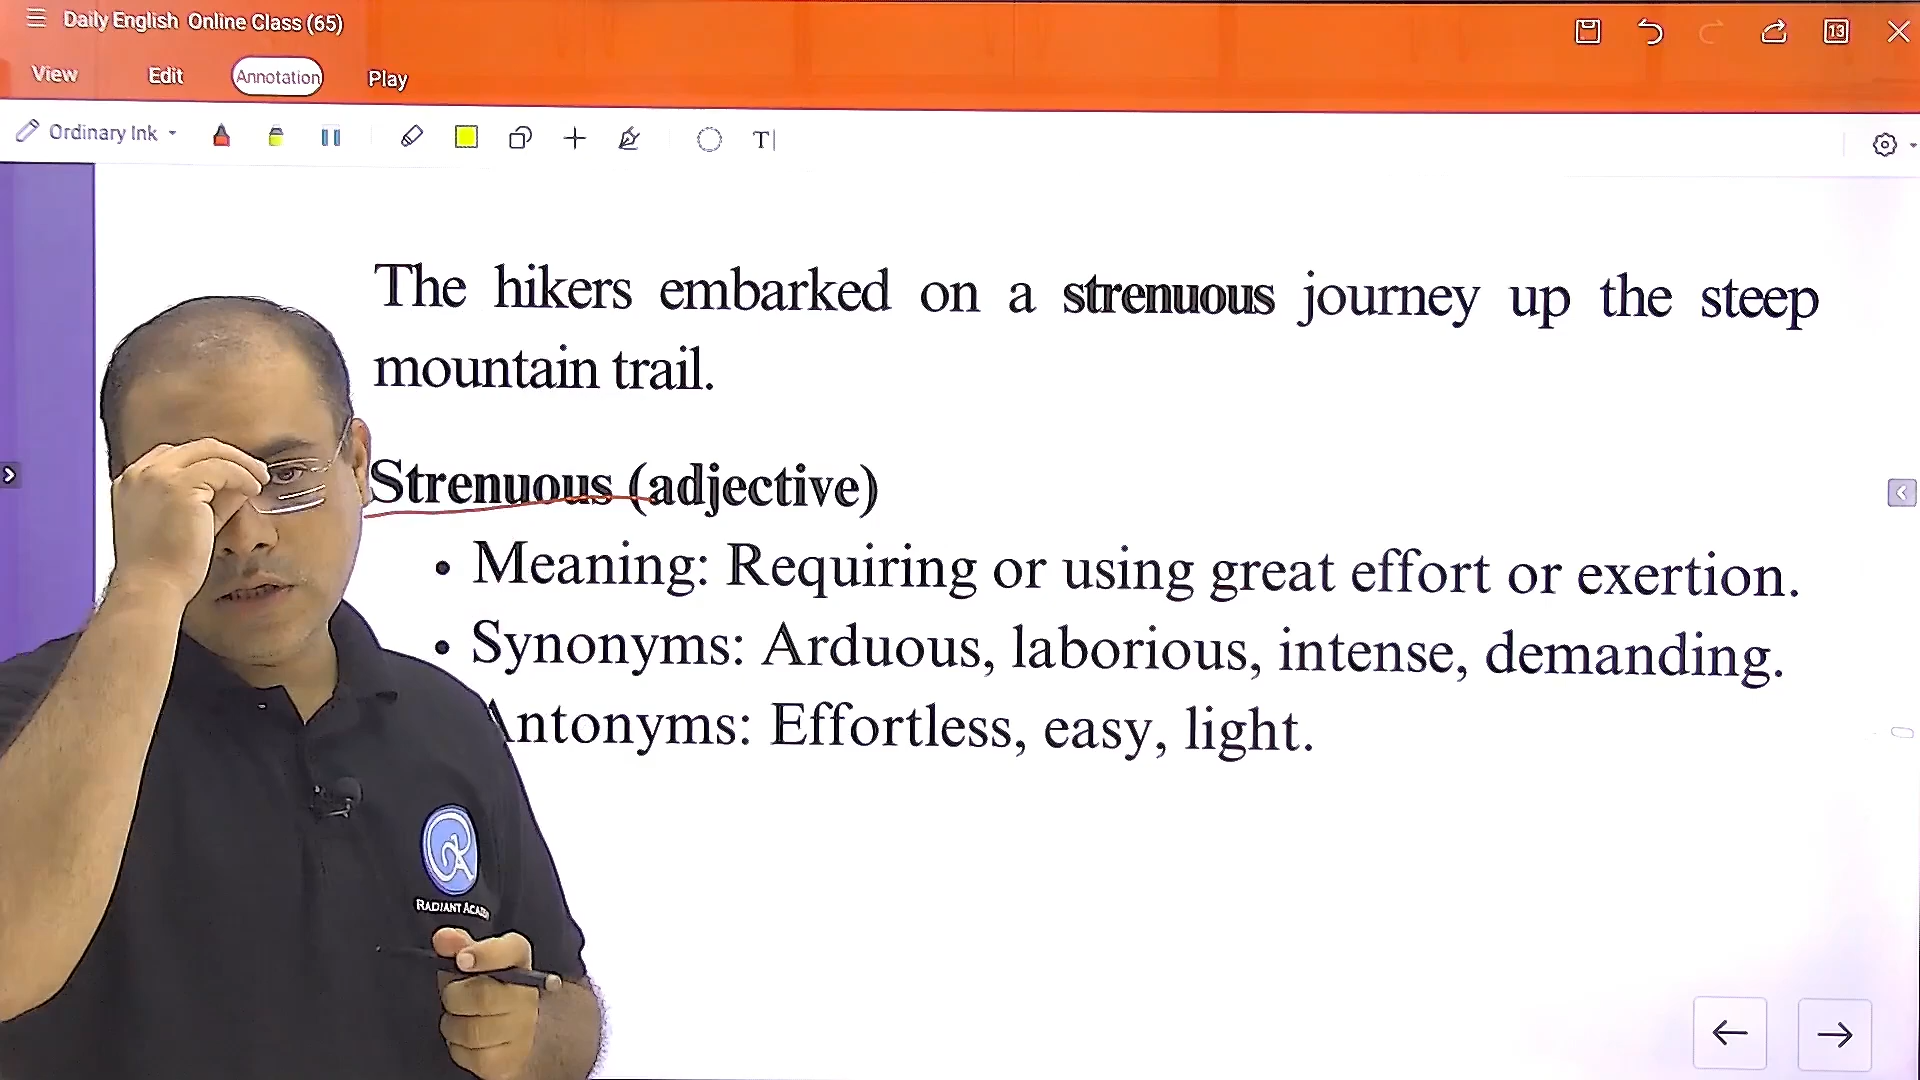 Daily English Online Class (65)
13
View Edit Annotation Play
Ordinary Ink
T
The hikers embarked on a strenuous journey up the steep
mountain trail.
Strenuous (adjective)
• Meaning: Requiring or using great effort or exertion.
• Synonyms: Arduous, laborious, intense, demanding.
Antonyms: Effortless, easy, light.
RADIANT